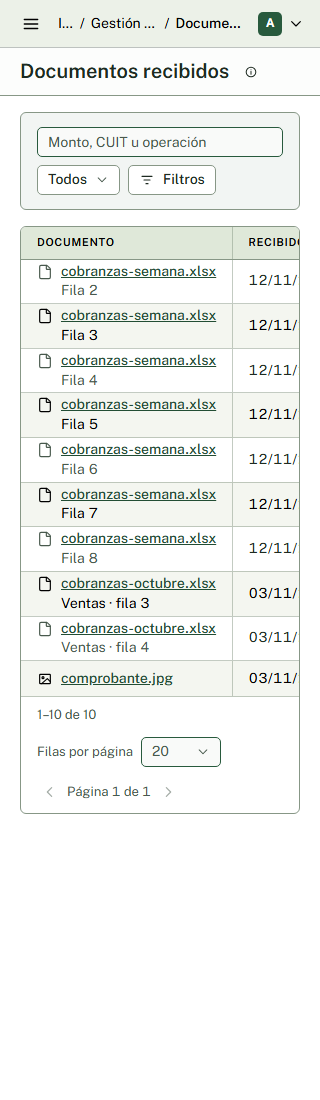 I... / Gestión ... / Docume... A
Documentos recibidos
Monto, CUIT u operación
Todos Filtros
DOCUMENTO RECIBIDO
cobranzas-semana.xlsx 12/11/
Fila 2
cobranzas-semana.xlsx 12/11/
Fila 3
cobranzas-semana.xlsx 12/11/
Fila 4
cobranzas-semana.xlsx 12/11/
Fila 5
cobranzas-semana.xlsx 12/11/
Fila 6
cobranzas-semana.xlsx 12/11/
Fila 7
cobranzas-semana.xlsx 12/11/
Fila 8
cobranzas-octubre.xlsx 03/11/
Ventas · fila 3
cobranzas-octubre.xlsx 03/11/
Ventas · fila 4
comprobante.jpg 03/11/
1–10 de 10
Filas por página 20
Página 1 de 1